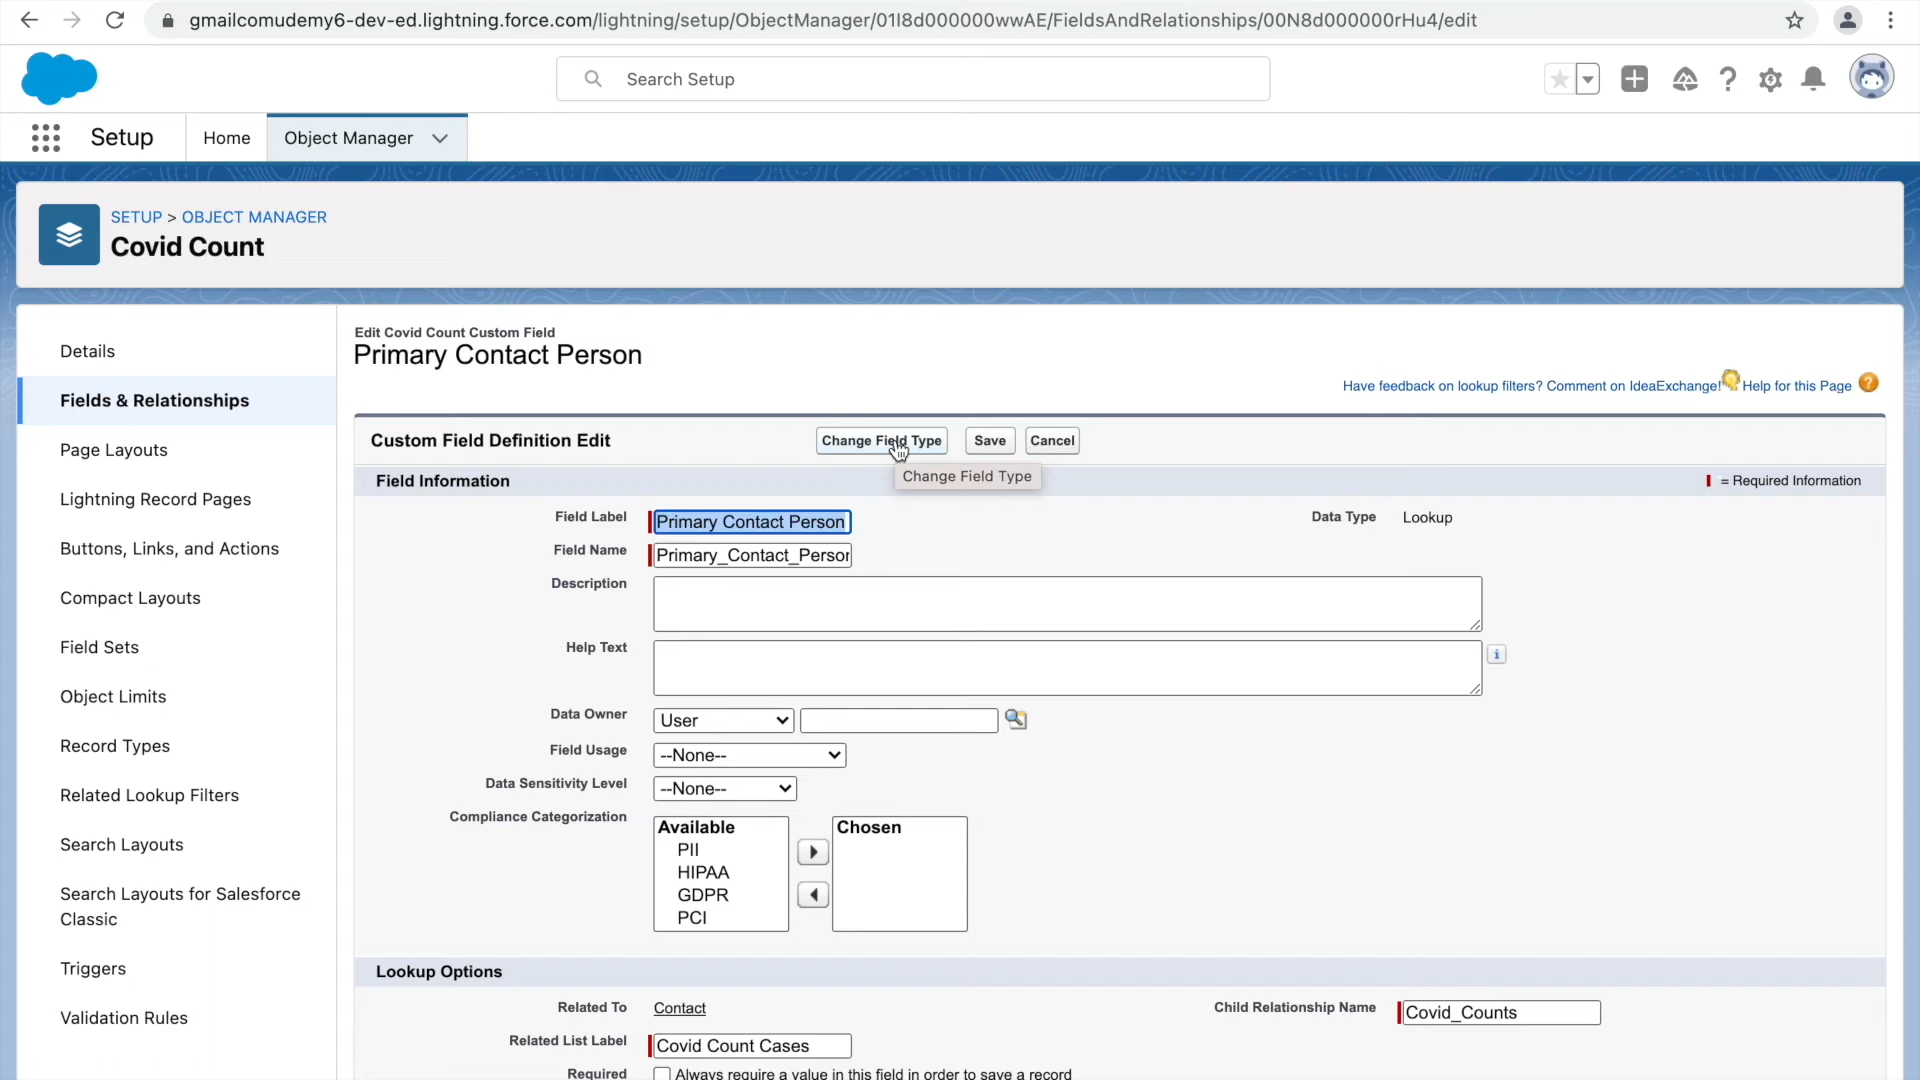 gmailcomudemy6-dev-ed.lightning.force.com/lightning/setup/ObjectManager/01I8d000000wwAE/FieldsAndRelationships/00N8d000000rHu4/edit
Search Setup
Setup
Home
Object Manager
SETUP > OBJECT MANAGER
Covid Count
Details
Fields & Relationships
Page Layouts
Lightning Record Pages
Buttons, Links, and Actions
Compact Layouts
Field Sets
Object Limits
Record Types
Related Lookup Filters
Search Layouts
Search Layouts for Salesforce
Classic
Triggers
Validation Rules
Edit Covid Count Custom Field
Primary Contact Person
Have feedback on lookup filters? Comment on IdeaExchange!
Help for this Page
Custom Field Definition Edit
Change Field Type
Save
Cancel
Change Field Type
Field Information
= Required Information
Field Label
Primary Contact Person
Data Type
Lookup
Field Name
Primary_Contact_Person
Description
Help Text
Data Owner
User
Field Usage
--None--
Data Sensitivity Level
--None--
Compliance Categorization
Available
PII
HIPAA
GDPR
PCI
Chosen
Lookup Options
Related To
Contact
Child Relationship Name
Covid_Counts
Related List Label
Covid Count Cases
Required
Always require a value in this field in order to save a record